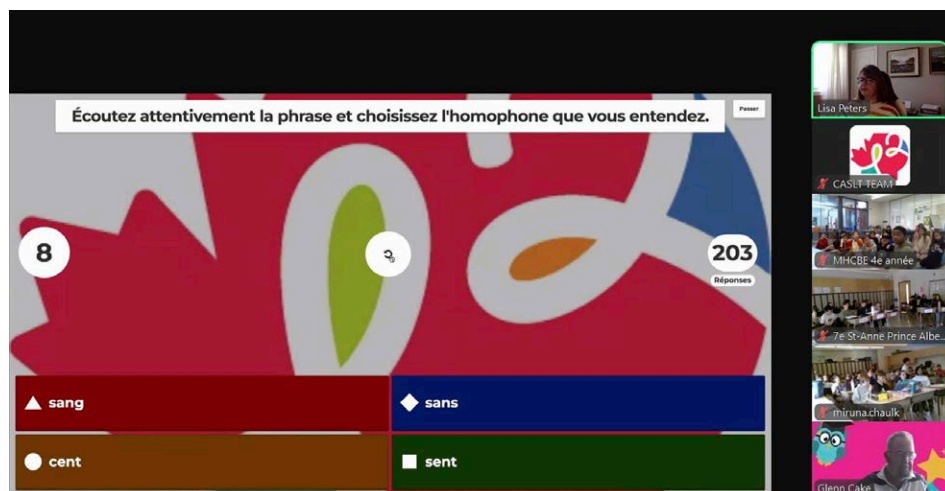 Écoutez attentivement la phrase et choisissez l'homophone que vous entendez.
Passer
8
203
Réponses
sang
sans
cent
sent
Lisa Peters
CASLT TEAM
MHCBE 4e année
7e St-Anne Prince Albe...
miruna.chaulk
Glenn Cake